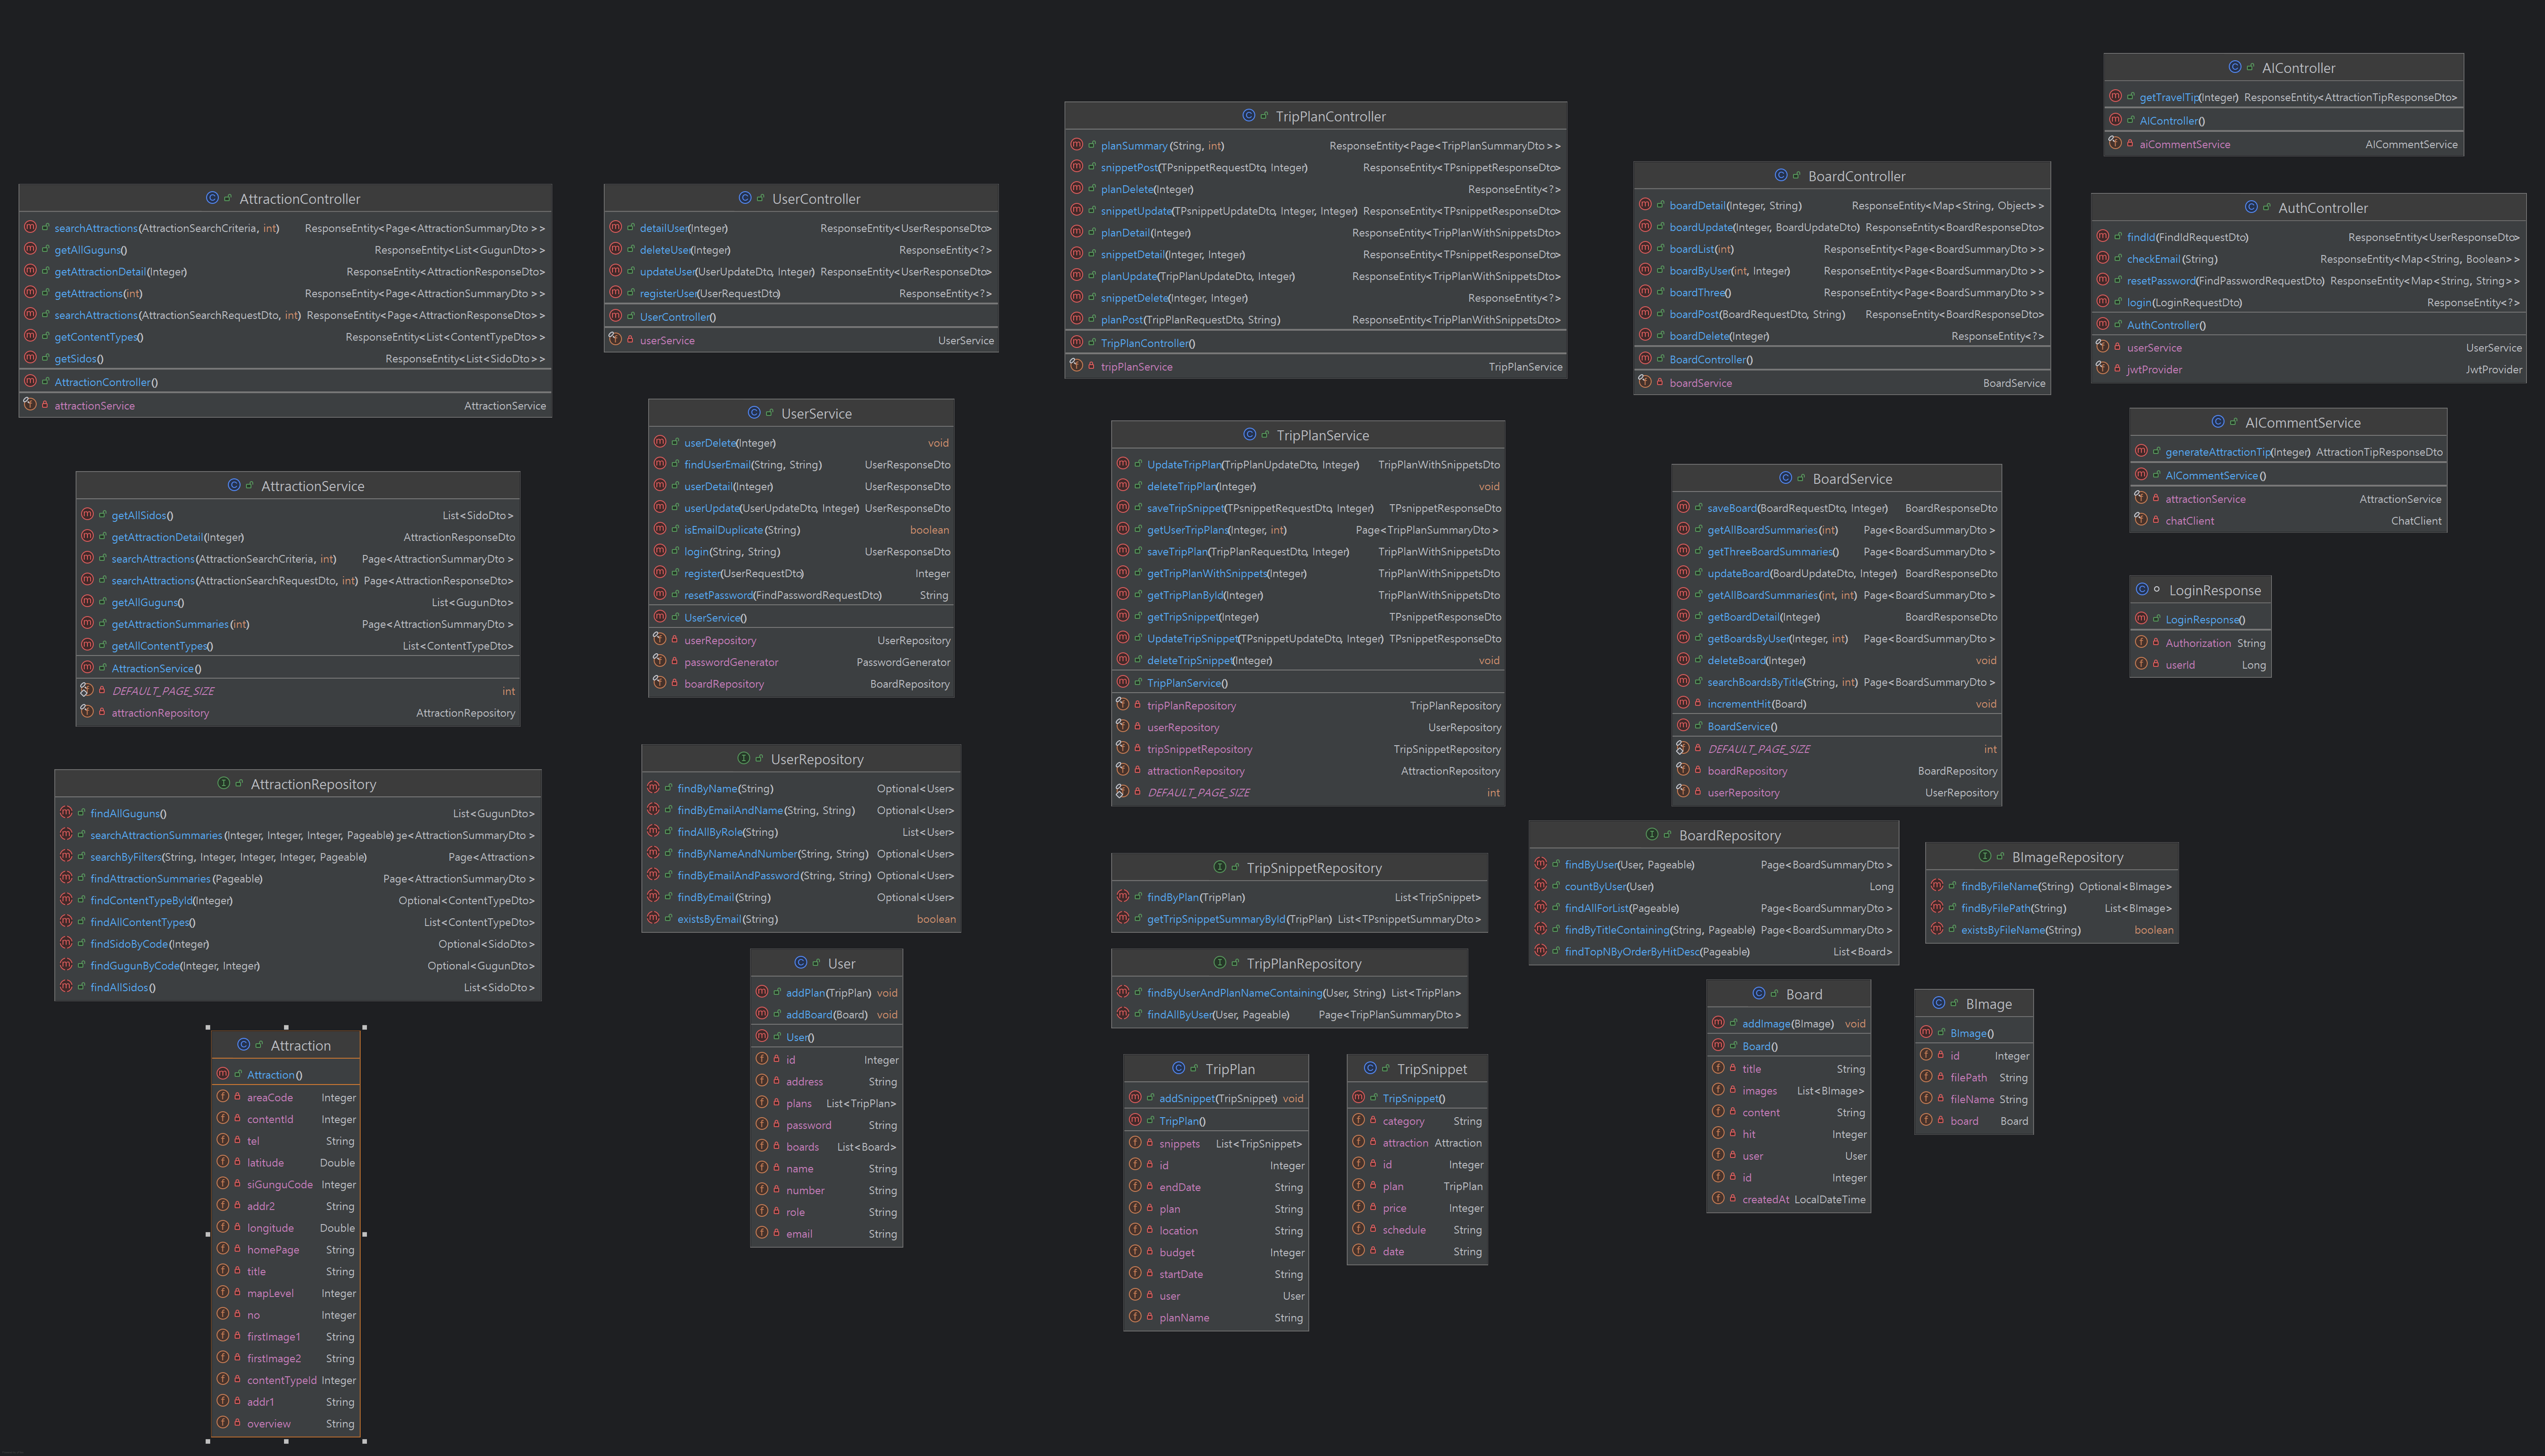 AttractionController
searchAttractions(AttractionSearchCriteria, int) ResponseEntity<Page<AttractionSummaryDto>>
getAllGuguns() ResponseEntity<List<GugunDto>>
getAttractionDetail(Integer) ResponseEntity<AttractionResponseDto>
getAttractions(int) ResponseEntity<Page<AttractionSummaryDto>>
searchAttractions(AttractionSearchRequestDto, int) ResponseEntity<Page<AttractionResponseDto>>
getContentTypes() ResponseEntity<List<ContentTypeDto>>
getSidos() ResponseEntity<List<SidoDto>>
AttractionController()
attractionService AttractionService
AttractionService
getAllSidos() List<SidoDto>
getAttractionDetail(Integer) AttractionResponseDto
searchAttractions(AttractionSearchCriteria, int) Page<AttractionSummaryDto>
searchAttractions(AttractionSearchRequestDto, int) Page<AttractionResponseDto>
getAllGuguns() List<GugunDto>
getAttractionSummaries(int) Page<AttractionSummaryDto>
getAllContentTypes() List<ContentTypeDto>
AttractionService()
DEFAULT_PAGE_SIZE int
attractionRepository AttractionRepository
AttractionRepository
findAllGuguns() List<GugunDto>
searchAttractionSummaries(Integer, Integer, Integer, Pageable) ge<AttractionSummaryDto>
searchByFilters(String, Integer, Integer, Integer, Pageable) Page<Attraction>
findAttractionSummaries(Pageable) Page<AttractionSummaryDto>
findContentTypeById(Integer) Optional<ContentTypeDto>
findAllContentTypes() List<ContentTypeDto>
findSidoByCode(Integer) Optional<SidoDto>
findGugunByCode(Integer, Integer) Optional<GugunDto>
findAllSidos() List<SidoDto>
Attraction
Attraction()
areaCode Integer
contentId Integer
tel String
latitude Double
siGunguCode Integer
addr2 String
longitude Double
homePage String
title String
mapLevel Integer
no Integer
firstImage1 String
firstImage2 String
contentTypeId Integer
addr1 String
overview String
UserController
detailUser(Integer) ResponseEntity<UserResponseDto>
deleteUser(Integer) ResponseEntity<?>
updateUser(UserUpdateDto, Integer) ResponseEntity<UserResponseDto>
registerUser(UserRequestDto) ResponseEntity<?>
UserController()
userService UserService
UserService
userDelete(Integer) void
findUserEmail(String, String) UserResponseDto
userDetail(Integer) UserResponseDto
userUpdate(UserUpdateDto, Integer) UserResponseDto
isEmailDuplicate(String) boolean
login(String, String) UserResponseDto
register(UserRequestDto) Integer
resetPassword(FindPasswordRequestDto) String
UserService()
userRepository UserRepository
passwordGenerator PasswordGenerator
boardRepository BoardRepository
UserRepository
findByName(String) Optional<User>
findByEmailAndName(String, String) Optional<User>
findAllByRole(String) List<User>
findByNameAndNumber(String, String) Optional<User>
findByEmailAndPassword(String, String) Optional<User>
findByEmail(String) Optional<User>
existsByEmail(String) boolean
User
addPlan(TripPlan) void
addBoard(Board) void
User()
id Integer
address String
plans List<TripPlan>
password String
boards List<Board>
name String
number String
role String
email String
TripPlanController
planSummary(String, int) ResponseEntity<Page<TripPlanSummaryDto>>
snippetPost(TPsnippetRequestDto, Integer) ResponseEntity<TPsnippetResponseDto>
planDelete(Integer) ResponseEntity<?>
snippetUpdate(TPsnippetUpdateDto, Integer, Integer) ResponseEntity<TPsnippetResponseDto>
planDetail(Integer) ResponseEntity<TripPlanWithSnippetsDto>
snippetDetail(Integer, Integer) ResponseEntity<TPsnippetResponseDto>
planUpdate(TripPlanUpdateDto, Integer) ResponseEntity<TripPlanWithSnippetsDto>
snippetDelete(Integer, Integer) ResponseEntity<?>
planPost(TripPlanRequestDto, String) ResponseEntity<TripPlanWithSnippetsDto>
TripPlanController()
tripPlanService TripPlanService
TripPlanService
UpdateTripPlan(TripPlanUpdateDto, Integer) TripPlanWithSnippetsDto
deleteTripPlan(Integer) void
saveTripSnippet(TPsnippetRequestDto, Integer) TPsnippetResponseDto
getUserTripPlans(Integer, int) Page<TripPlanSummaryDto>
saveTripPlan(TripPlanRequestDto, Integer) TripPlanWithSnippetsDto
getTripPlanWithSnippets(Integer) TripPlanWithSnippetsDto
getTripPlanById(Integer) TripPlanWithSnippetsDto
getTripSnippet(Integer) TPsnippetResponseDto
UpdateTripSnippet(TPsnippetUpdateDto, Integer) TPsnippetResponseDto
deleteTripSnippet(Integer) void
TripPlanService()
tripPlanRepository TripPlanRepository
userRepository UserRepository
tripSnippetRepository TripSnippetRepository
attractionRepository AttractionRepository
DEFAULT_PAGE_SIZE int
TripSnippetRepository
findByPlan(TripPlan) List<TripSnippet>
getTripSnippetSummaryById(TripPlan) List<TPsnippetSummaryDto>
TripPlanRepository
findByUserAndPlanNameContaining(User, String) List<TripPlan>
findAllByUser(User, Pageable) Page<TripPlanSummaryDto>
TripPlan
addSnippet(TripSnippet) void
TripPlan()
snippets List<TripSnippet>
id Integer
endDate String
plan String
location String
budget Integer
startDate String
user User
planName String
TripSnippet
TripSnippet()
category String
attraction Attraction
id Integer
plan TripPlan
price Integer
schedule String
date String
BoardController
boardDetail(Integer, String) ResponseEntity<Map<String, Object>>
boardUpdate(Integer, BoardUpdateDto) ResponseEntity<BoardResponseDto>
boardList(int) ResponseEntity<Page<BoardSummaryDto>>
boardByUser(int, Integer) ResponseEntity<Page<BoardSummaryDto>>
boardThree() ResponseEntity<Page<BoardSummaryDto>>
boardPost(BoardRequestDto, String) ResponseEntity<BoardResponseDto>
boardDelete(Integer) ResponseEntity<?>
BoardController()
boardService BoardService
BoardService
saveBoard(BoardRequestDto, Integer) BoardResponseDto
getAllBoardSummaries(int) Page<BoardSummaryDto>
getThreeBoardSummaries() Page<BoardSummaryDto>
updateBoard(BoardUpdateDto, Integer) BoardResponseDto
getAllBoardSummaries(int, int) Page<BoardSummaryDto>
getBoardDetail(Integer) BoardResponseDto
getBoardsByUser(Integer, int) Page<BoardSummaryDto>
deleteBoard(Integer) void
searchBoardsByTitle(String, int) Page<BoardSummaryDto>
incrementHit(Board) void
BoardService()
DEFAULT_PAGE_SIZE int
boardRepository BoardRepository
userRepository UserRepository
BoardRepository
findByUser(User, Pageable) Page<BoardSummaryDto>
countByUser(User) Long
findAllForList(Pageable) Page<BoardSummaryDto>
findByTitleContaining(String, Pageable) Page<BoardSummaryDto>
findTopNByOrderByHitDesc(Pageable) List<Board>
BImageRepository
findByFileName(String) Optional<BImage>
findByFilePath(String) List<BImage>
existsByFileName(String) boolean
Board
addImage(BImage) void
Board()
title String
images List<BImage>
content String
hit Integer
user User
id Integer
createdAt LocalDateTime
BImage
BImage()
id Integer
filePath String
fileName String
board Board
AIController
getTravelTip(Integer) ResponseEntity<AttractionTipResponseDto>
AIController()
aiCommentService AICommentService
AuthController
findId(FindIdRequestDto) ResponseEntity<UserResponseDto>
checkEmail(String) ResponseEntity<Map<String, Boolean>>
resetPassword(FindPasswordRequestDto) ResponseEntity<Map<String, String>>
login(LoginRequestDto) ResponseEntity<?>
AuthController()
userService UserService
jwtProvider JwtProvider
AICommentService
generateAttractionTip(Integer) AttractionTipResponseDto
AICommentService()
attractionService AttractionService
chatClient ChatClient
LoginResponse
LoginResponse()
Authorization String
userId Long